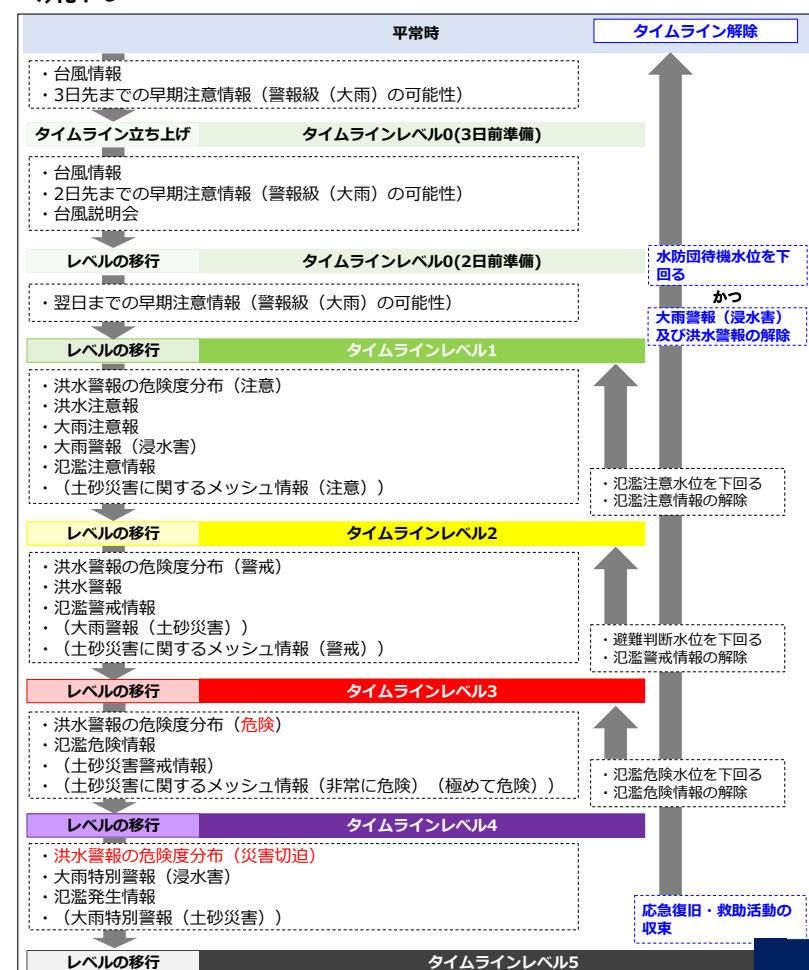 平常時
タイムライン解除
・台風情報
・3日先までの早期注意情報（警報級（大雨）の可能性）
タイムライン立ち上げ
タイムラインレベル0(3日前準備)
・台風情報
・2日先までの早期注意情報（警報級（大雨）の可能性）
・台風説明会
レベルの移行
タイムラインレベル0(2日前準備)
水防団待機水位を下
回る
かつ
大雨警報（浸水害）
及び洪水警報の解除
・翌日までの早期注意情報（警報級（大雨）の可能性）
レベルの移行
タイムラインレベル1
・洪水警報の危険度分布（注意）
・洪水注意報
・大雨注意報
・大雨警報（浸水害）
・氾濫注意情報
・（土砂災害に関するメッシュ情報（注意））
・氾濫注意水位を下回る
・氾濫注意情報の解除
レベルの移行
タイムラインレベル2
・洪水警報の危険度分布（警戒）
・洪水警報
・氾濫警戒情報
・（大雨警報（土砂災害））
・（土砂災害に関するメッシュ情報（警戒））
・避難判断水位を下回る
・氾濫警戒情報の解除
レベルの移行
タイムラインレベル3
・洪水警報の危険度分布（危険）
・氾濫危険情報
・（土砂災害警戒情報）
・（土砂災害に関するメッシュ情報（非常に危険）（極めて危険））
・氾濫危険水位を下回る
・氾濫危険情報の解除
レベルの移行
タイムラインレベル4
・洪水警報の危険度分布（災害切迫）
・大雨特別警報（浸水害）
・氾濫発生情報
・（大雨特別警報（土砂災害））
応急復旧・救助活動の
収束
レベルの移行
タイムラインレベル5